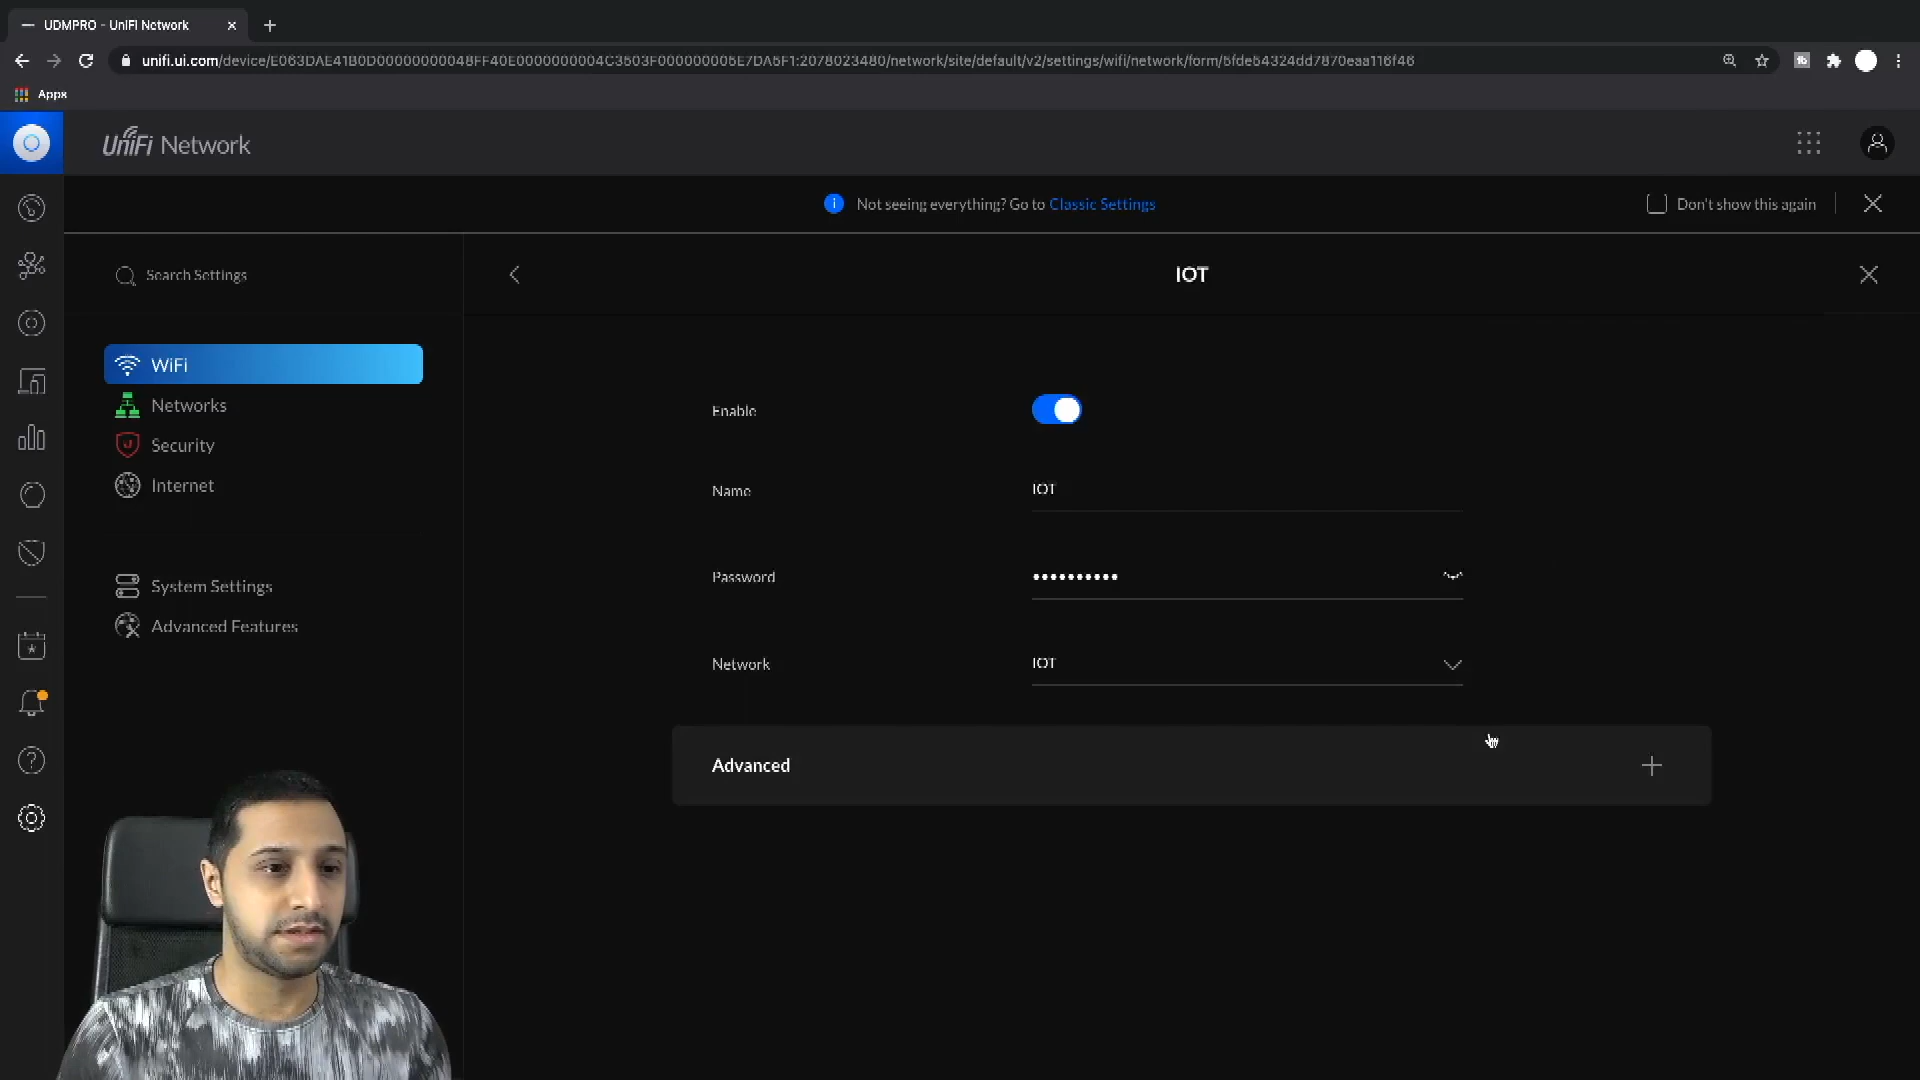 UDMPRO - UniFi Network
unifi.ui.com/device/E063DAE41B0D00000000048FF40E0000000004C3503F000000005E7DA5F1:2078023480/network/site/default/v2/settings/wifi/network/form/5fde54324dd7870eaa116f46
Apps
UniFi Network
Not seeing everything? Go to Classic Settings
Don't show this again
Search Settings
IOT
WiFi
Networks
Security
Internet
System Settings
Advanced Features
Enable
Name
IOT
Password
••••••••••
Network
IOT
Advanced